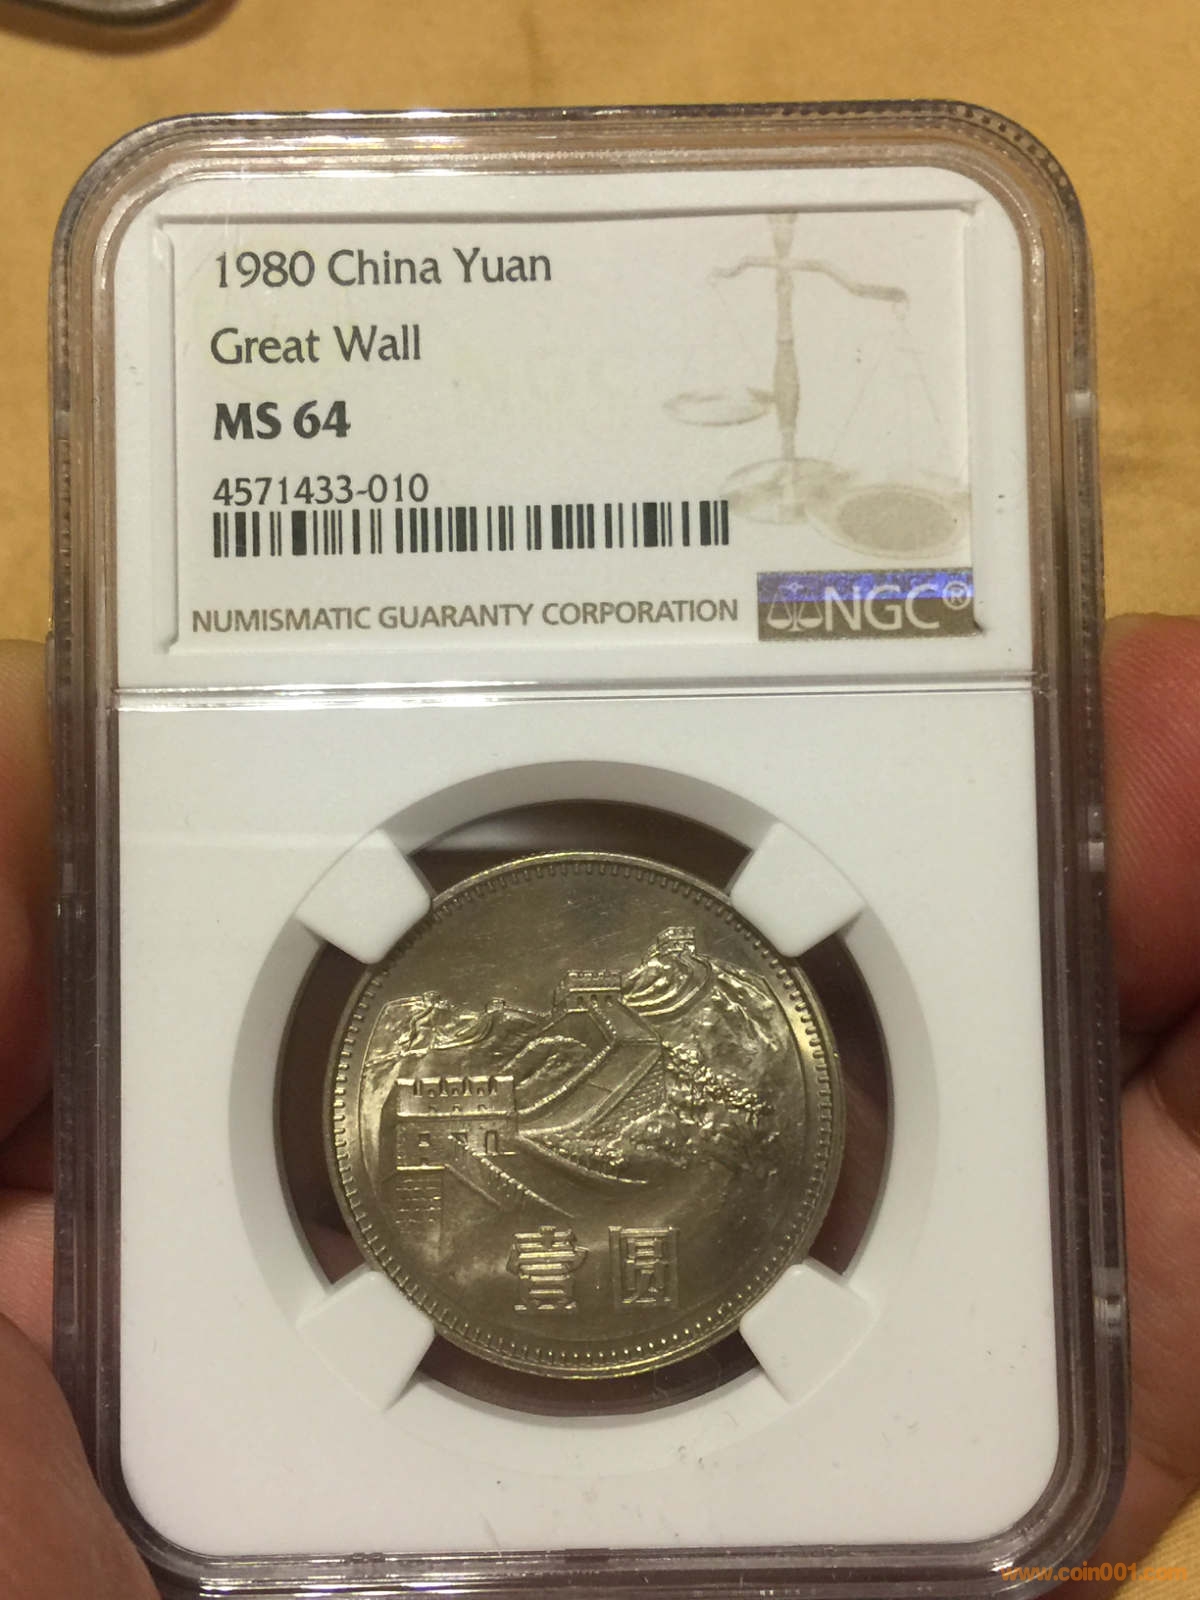 1980 China Yuan
Great Wall
MS 64
4571433-010
NUMISMATIC GUARANTY CORPORATION NGC®
壹圆
www.coin001.com